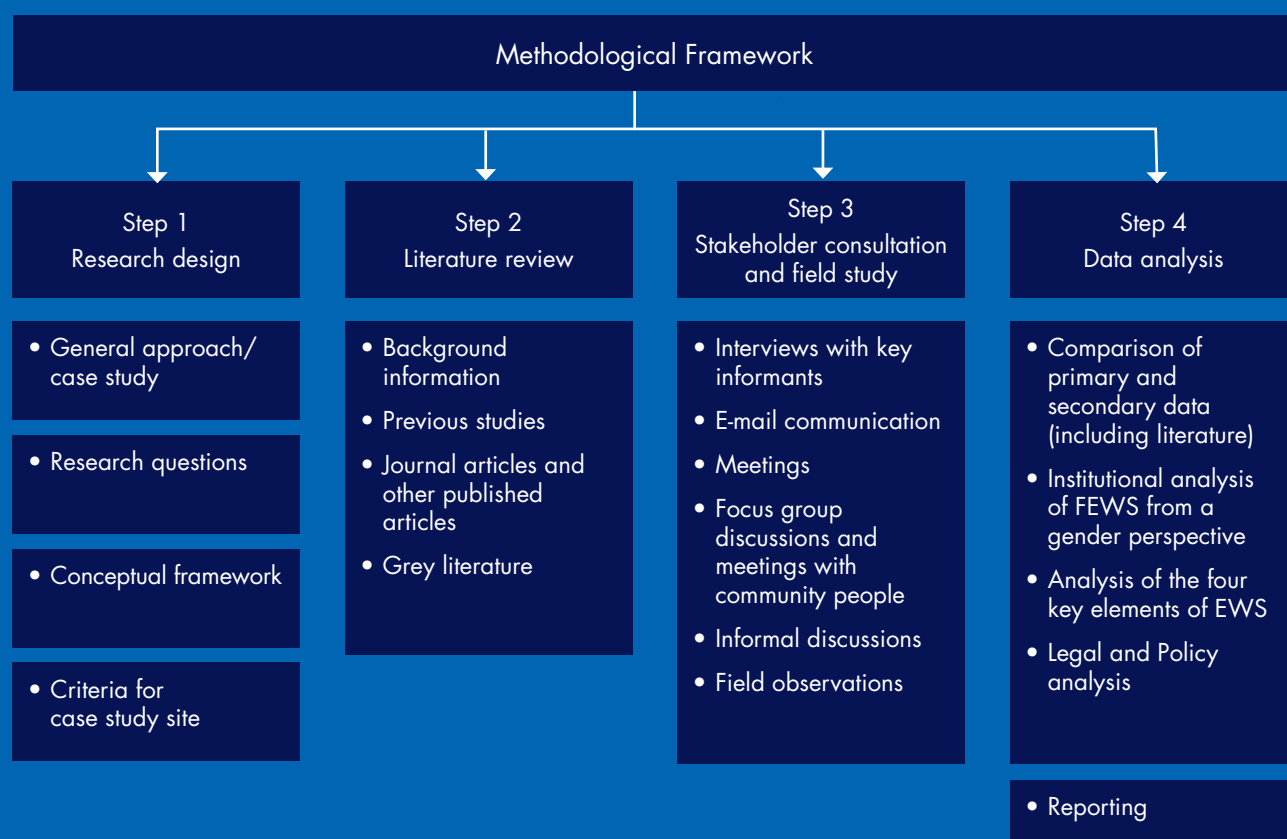 Methodological Framework
Step 1
Research design
• General approach/
case study
• Research questions
• Conceptual framework
• Criteria for
case study site
Step 2
Literature review
• Background
information
• Previous studies
• Journal articles and
other published
articles
• Grey literature
Step 3
Stakeholder consultation
and field study
• Interviews with key
informants
• E-mail communication
• Meetings
• Focus group
discussions and
meetings with
community people
• Informal discussions
• Field observations
Step 4
Data analysis
• Comparison of
primary and
secondary data
(including literature)
• Institutional analysis
of FEWS from a
gender perspective
• Analysis of the four
key elements of EWS
• Legal and Policy
analysis
• Reporting